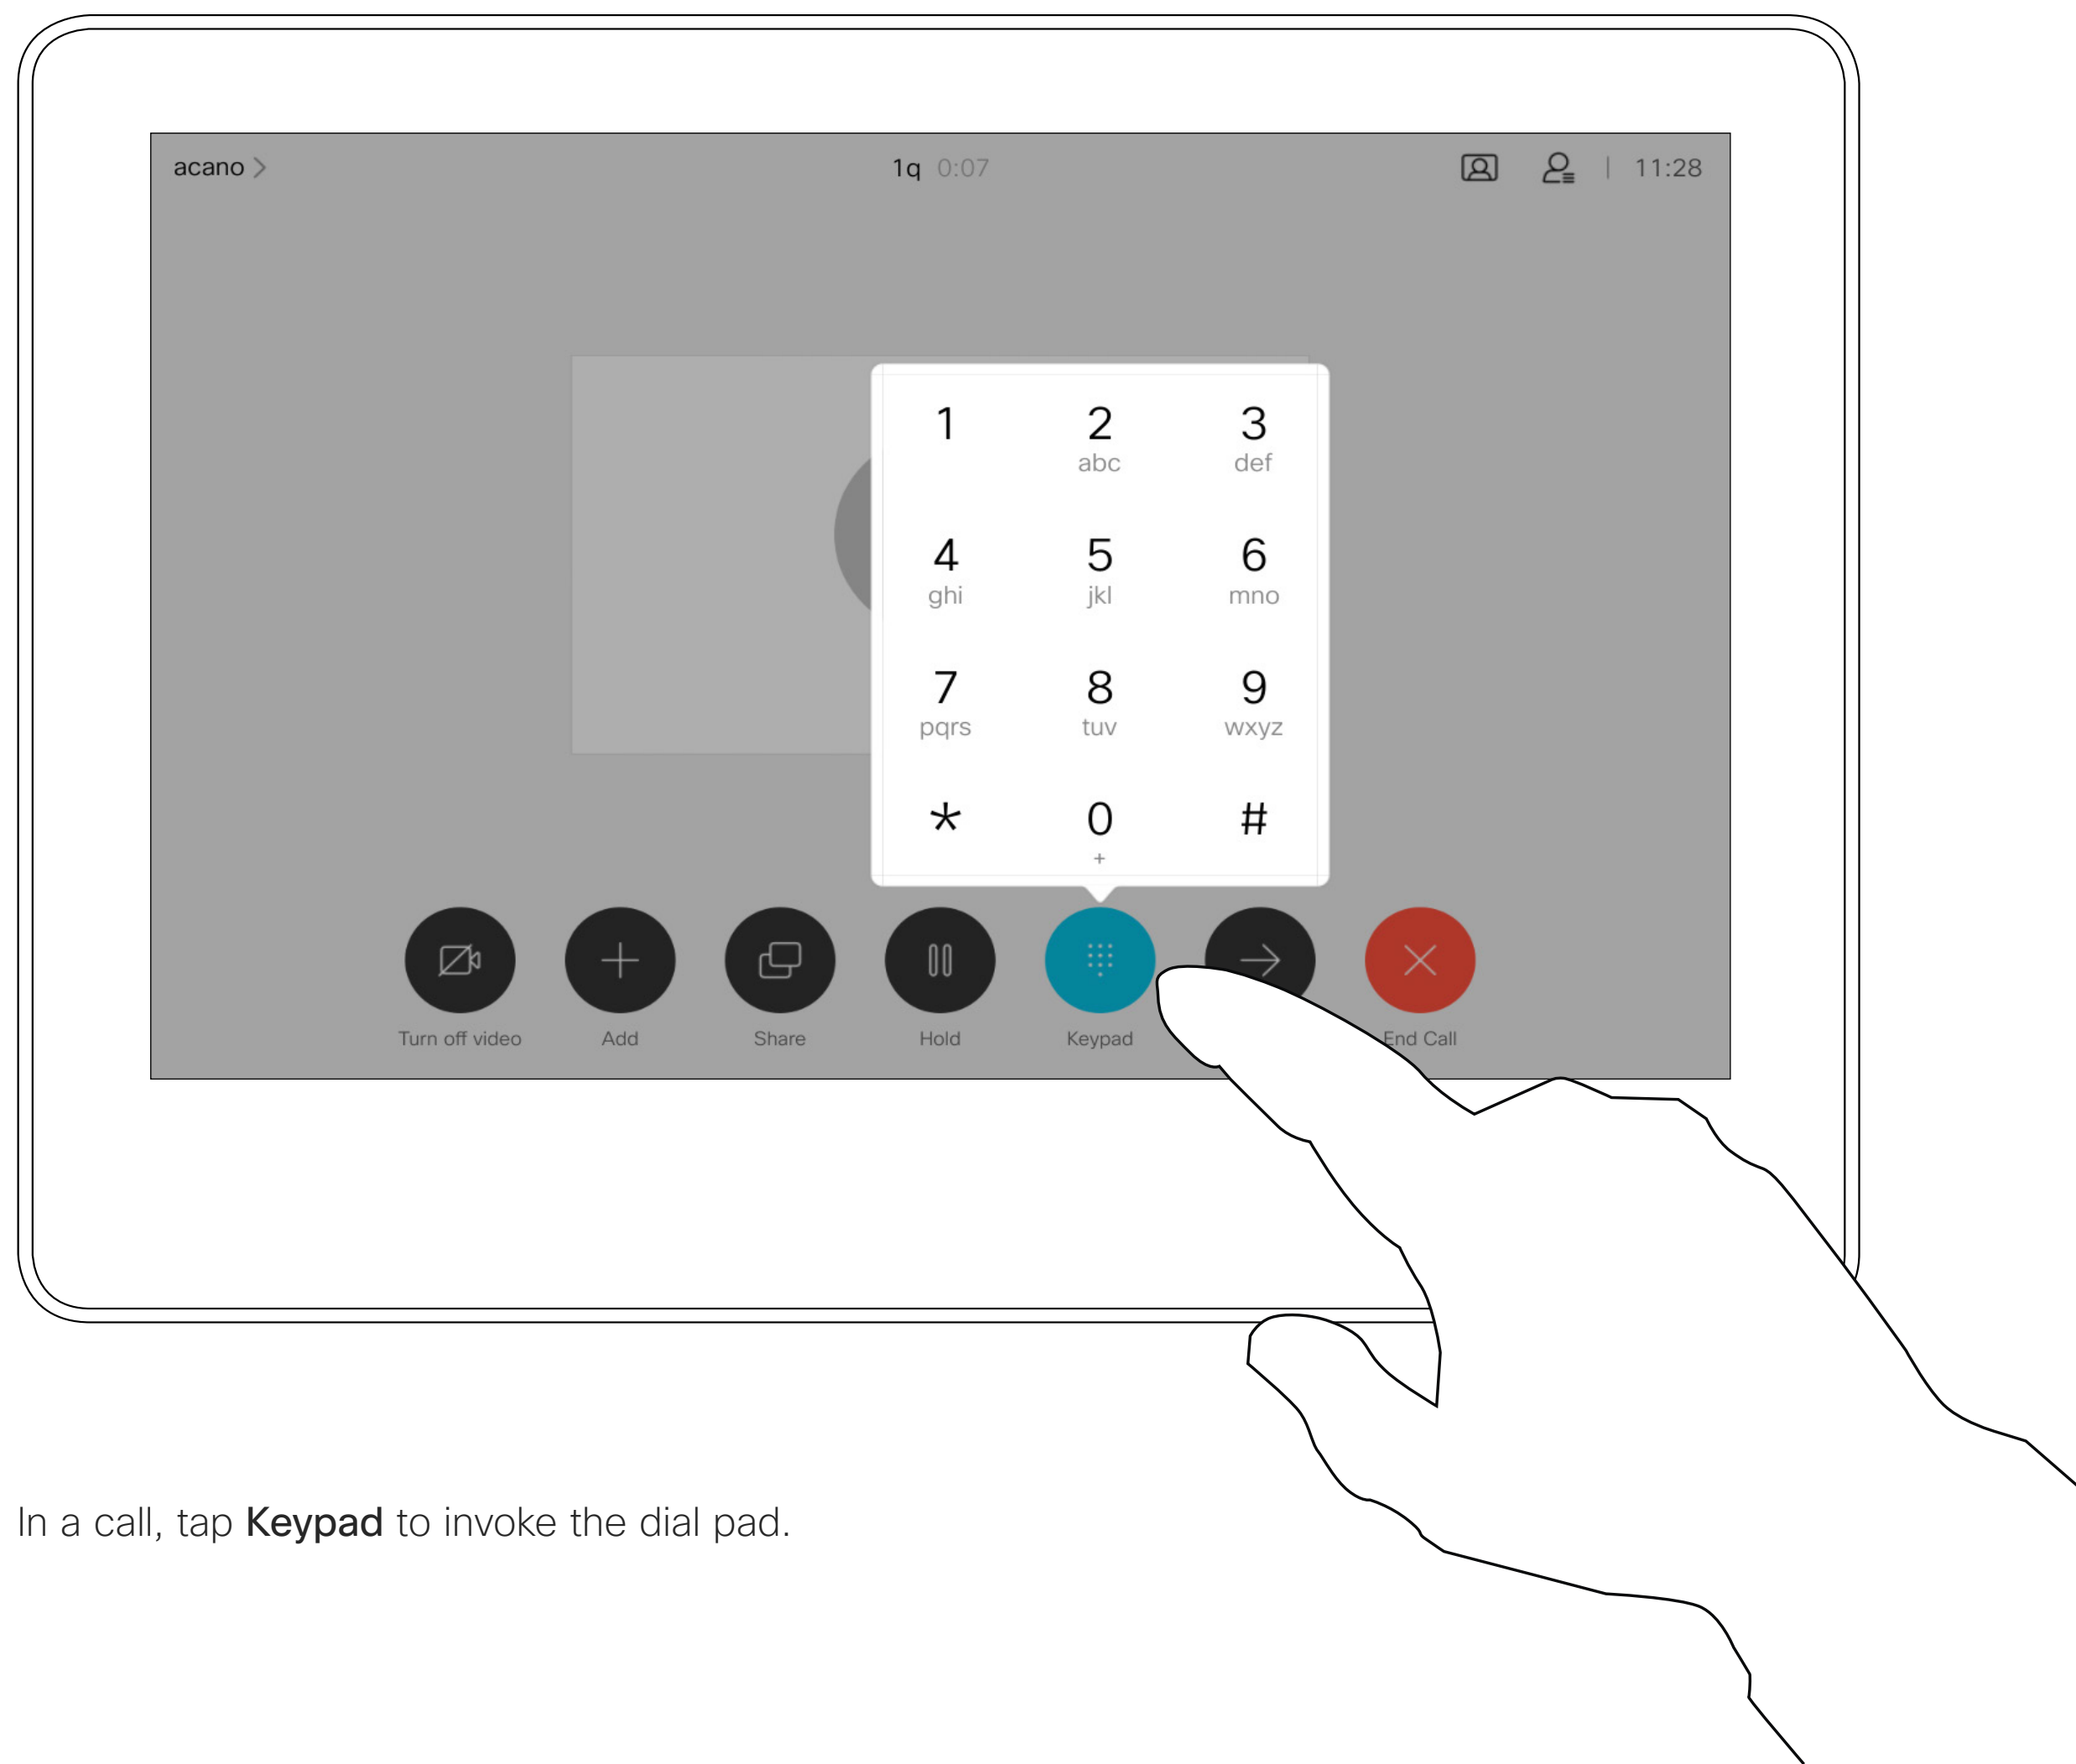 acano
1q 0:07
11:28
1 2 3
abc def
4 5 6
ghi jkl mno
7 8 9
pqrs tuv wxyz
* 0 #
+
Turn off video Add Share Hold Keypad End Call
In a call, tap Keypad to invoke the dial pad.